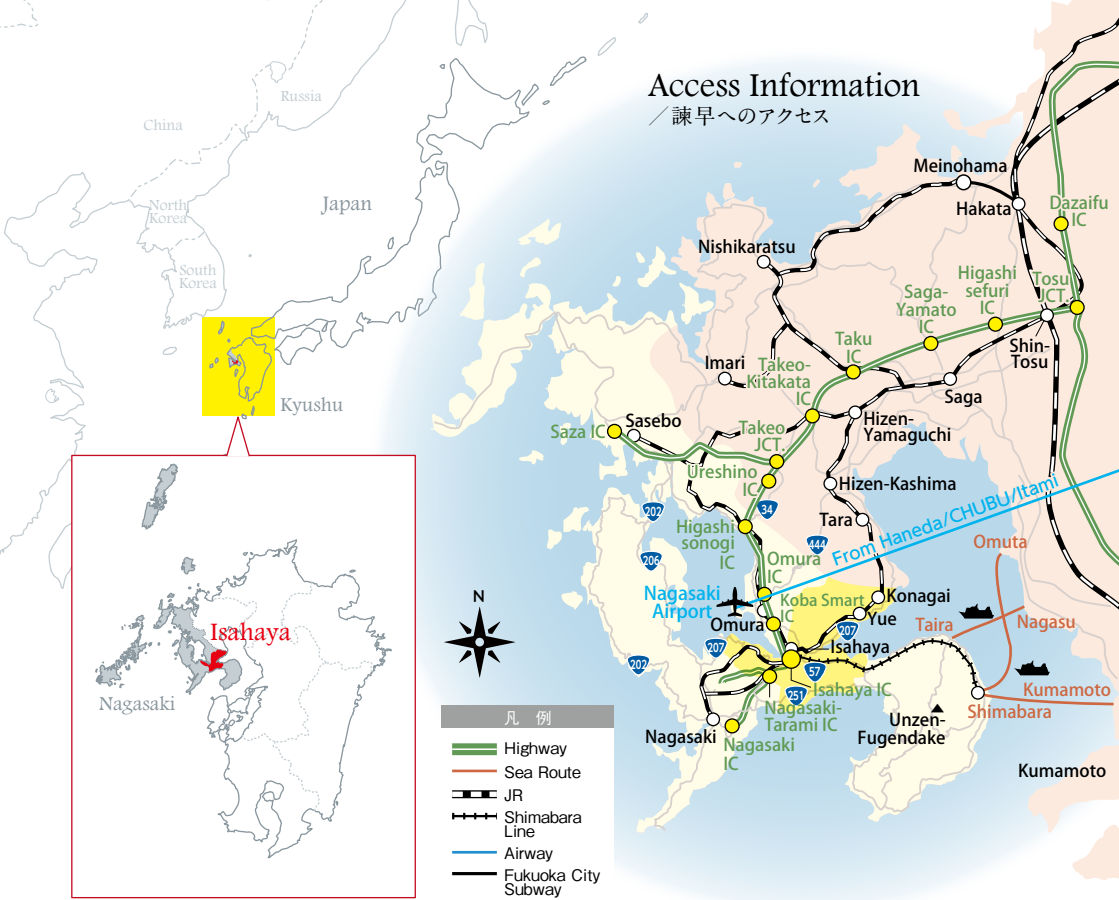 Access Information
／諫早へのアクセス
Russia
China
North
Korea
South
Korea
Japan
Kyushu
Isahaya
Nagasaki
Meinohama
Hakata
Dazaifu
IC
Nishikaratsu
Higashi
sefuri
IC
Tosu
JCT.
Saga-
Yamato
IC
Shin-
Tosu
Taku
IC
Imari
Takeo-
Kitakata
IC
Saga
Saza IC
Sasebo
Takeo
JCT.
Hizen-
Yamaguchi
Ureshino
IC
Hizen-Kashima
202
34
Tara
Higashi
sonogi
IC
444
From Haneda/CHUBU/Itami
Omuta
206
Omura
IC
Nagasaki
Airport
Koba Smart
IC
Konagai
Omura
Yue
Taira
Nagasu
207
207
Isahaya
202
57
Isahaya IC
251
Kumamoto
Shimabara
Nagasaki-
Tarami IC
Unzen-
Fugendake
Nagasaki
Nagasaki
IC
Kumamoto
N
凡 例
Highway
Sea Route
JR
Shimabara
Line
Airway
Fukuoka City
Subway